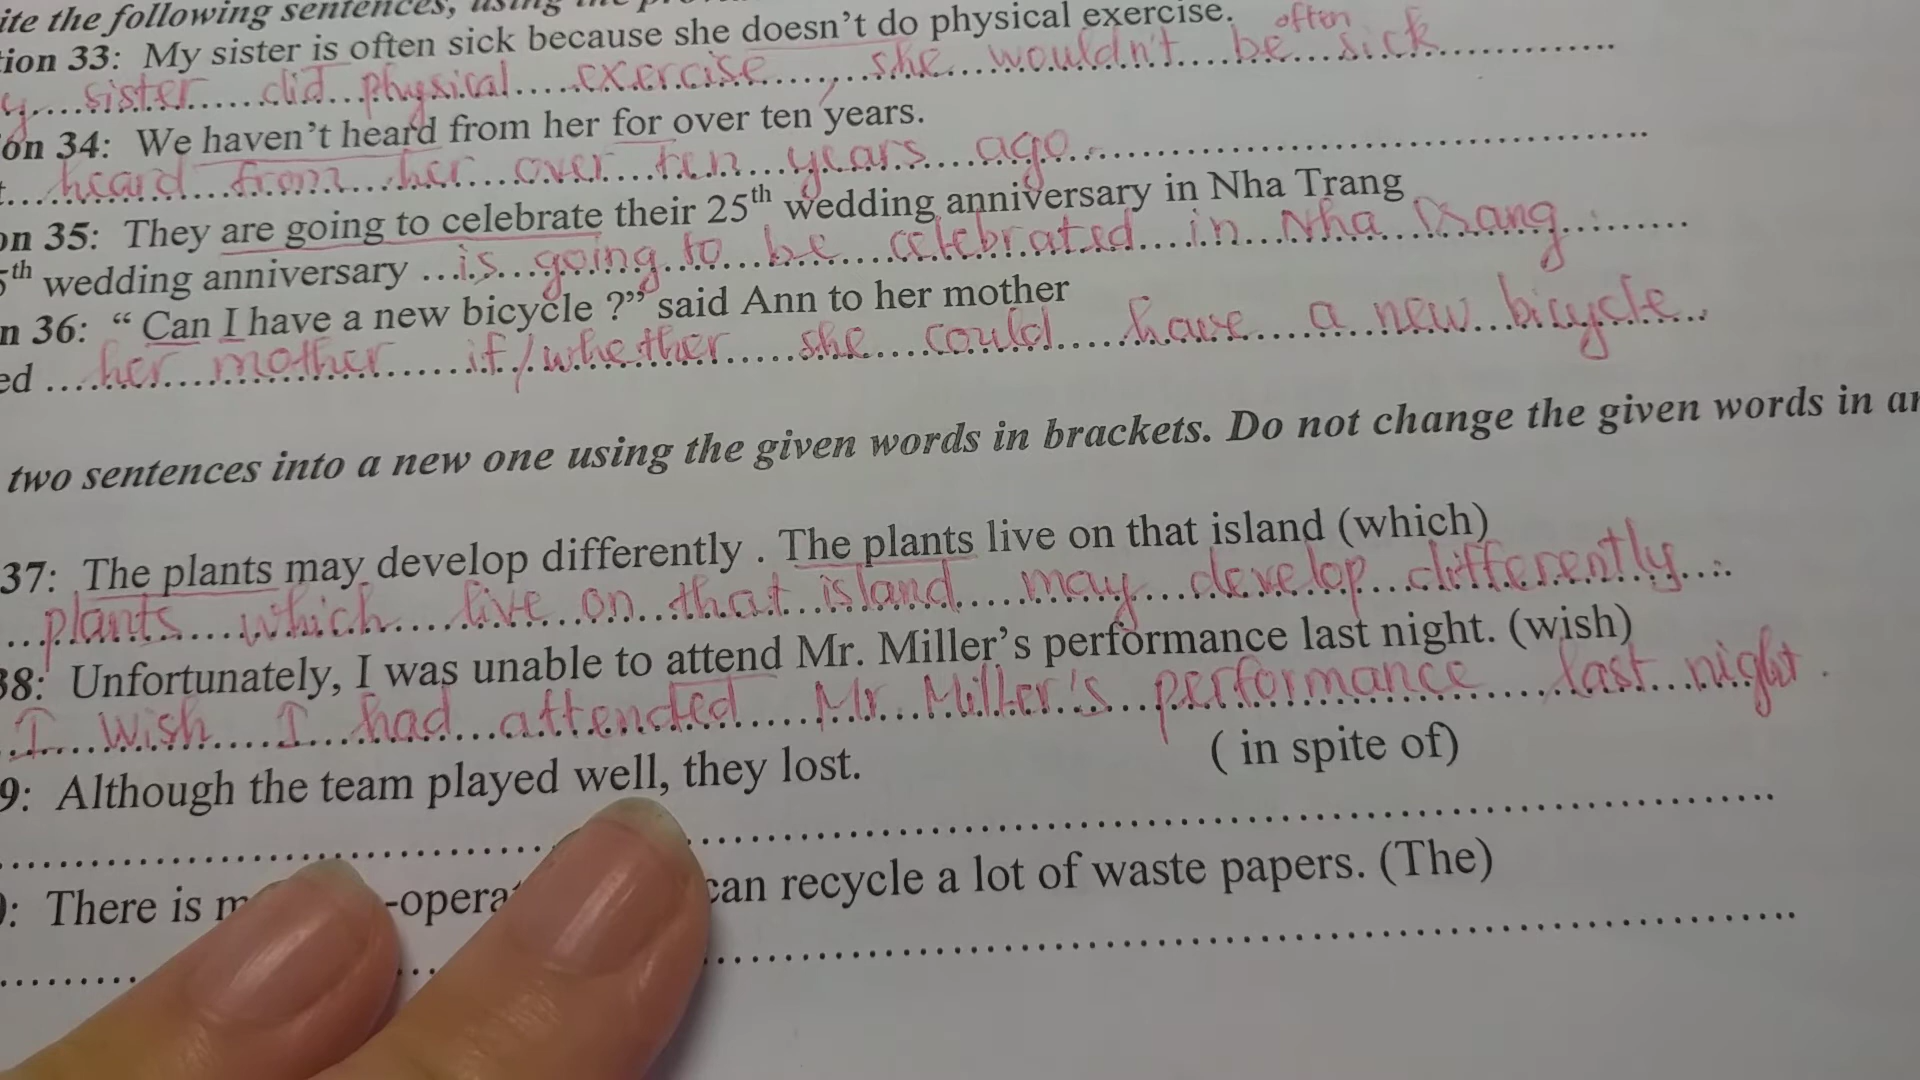 ite the following sentences, using the
tion 33: My sister is often sick because she doesn't do physical exercise.
y sister did physical exercise, she wouldn't be often sick
on 34: We haven't heard from her for over ten years.
heard from her over ten years ago
on 35: They are going to celebrate their 25th wedding anniversary in Nha Trang
5th wedding anniversary ... is going to be celebrated in Nha Trang
n 36: “ Can I have a new bicycle ?” said Ann to her mother
ed .... her mother if/whether she could have a new bicycle
two sentences into a new one using the given words in brackets. Do not change the given words in an
37: The plants may develop differently . The plants live on that island (which)
plants which live on that island may develop differently
38: Unfortunately, I was unable to attend Mr. Miller's performance last night. (wish)
I wish I had attended Mr. Miller's performance last night.
9: Although the team played well, they lost. ( in spite of)
: There is -opera can recycle a lot of waste papers. (The)